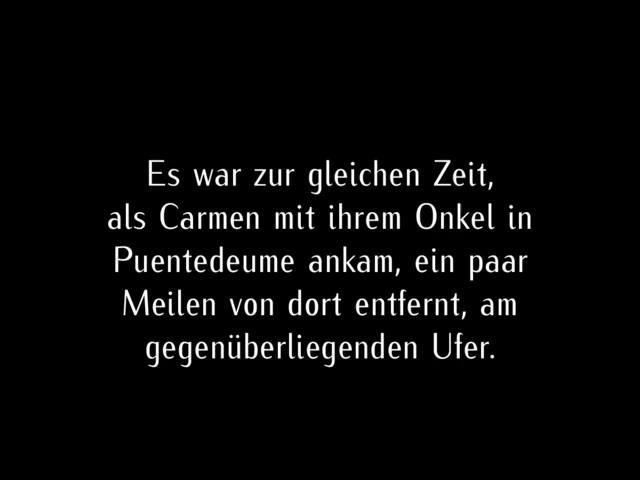 Es war zur gleichen Zeit,
als Carmen mit ihrem Onkel in
Puentedeume ankam, ein paar
Meilen von dort entfernt, am
gegenüberliegenden Ufer.